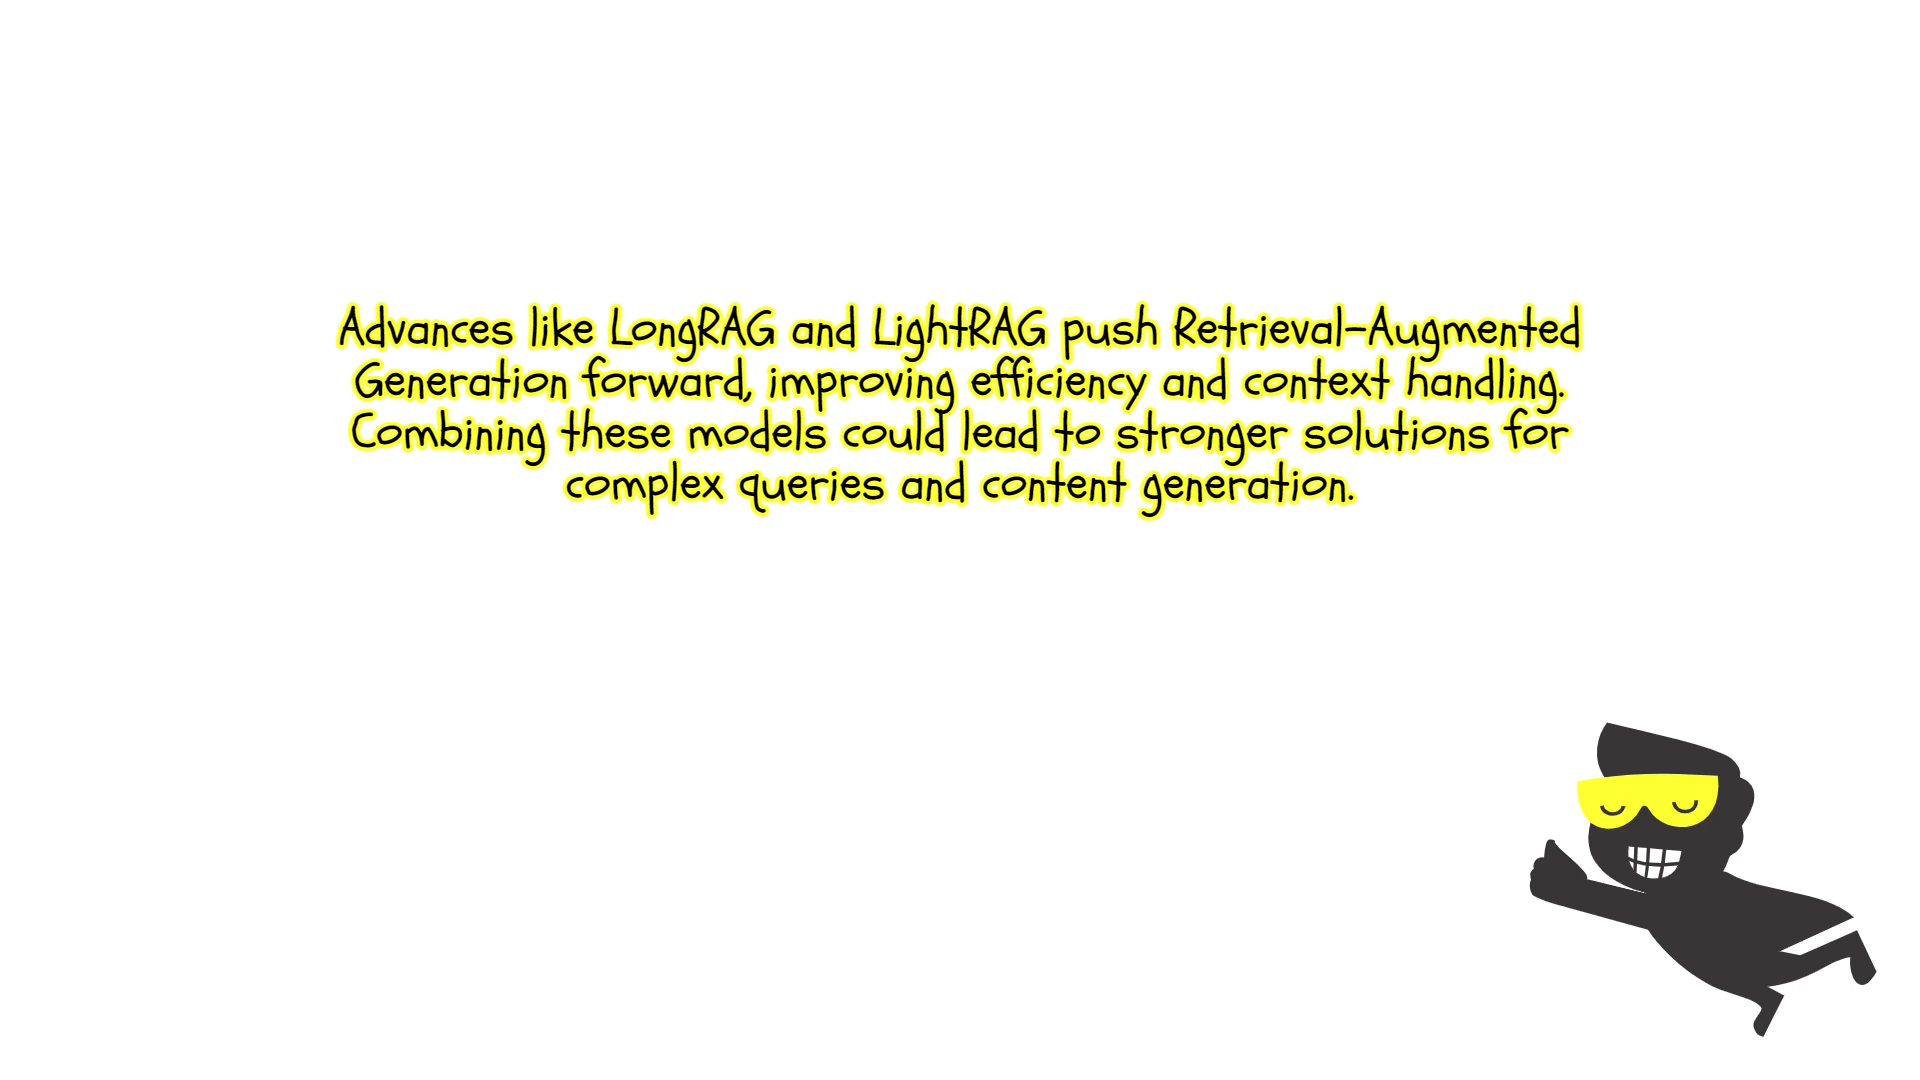 Advances like LongRAG and LightRAG push Retrieval-Augmented
Generation forward, improving efficiency and context handling.
Combining these models could lead to stronger solutions for
complex queries and content generation.